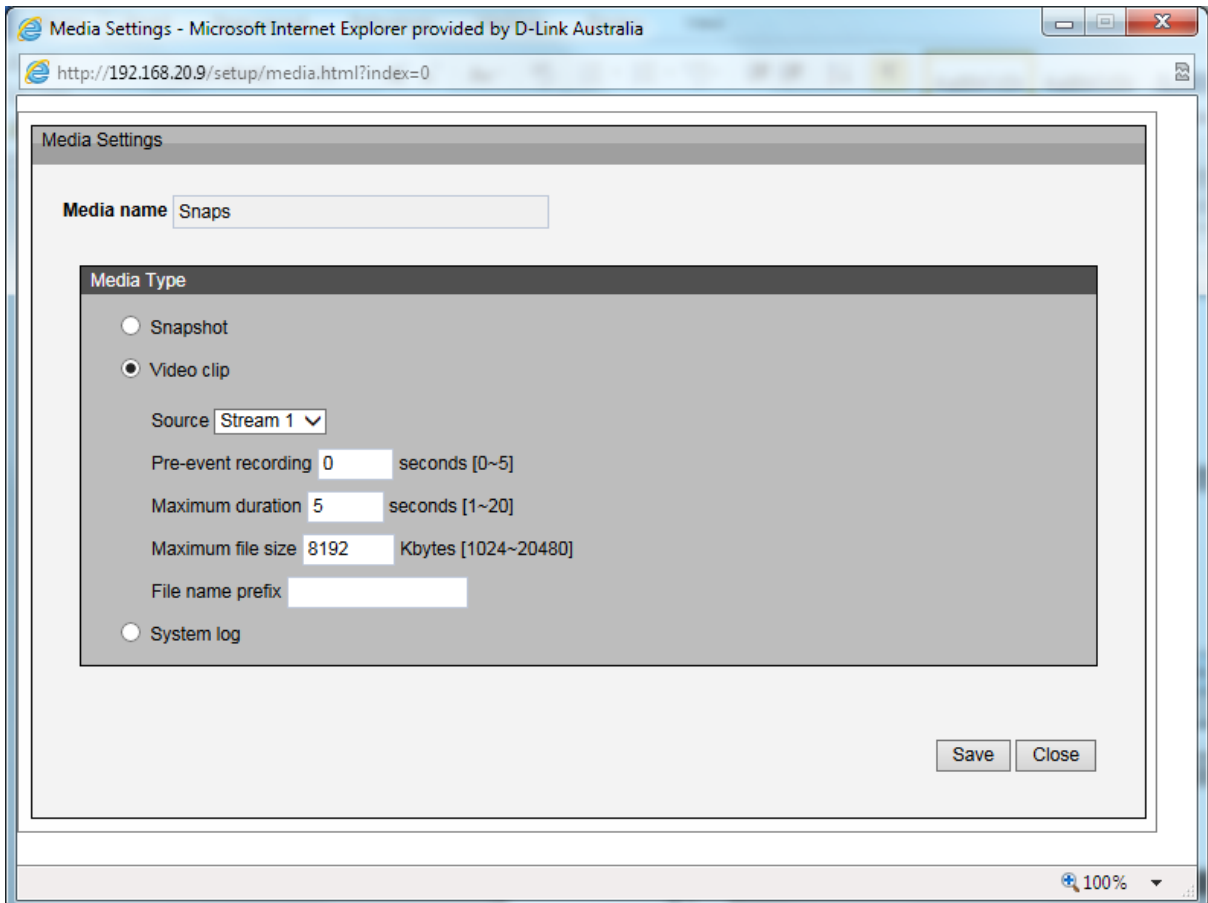 Media Settings - Microsoft Internet Explorer provided by D-Link Australia
http://192.168.20.9/setup/media.html?index=0
Media Settings
Media name Snaps
Media Type
Snapshot
Video clip
Source Stream 1
Pre-event recording 0 seconds [0~5]
Maximum duration 5 seconds [1~20]
Maximum file size 8192 Kbytes [1024~20480]
File name prefix
System log
Save Close
100%